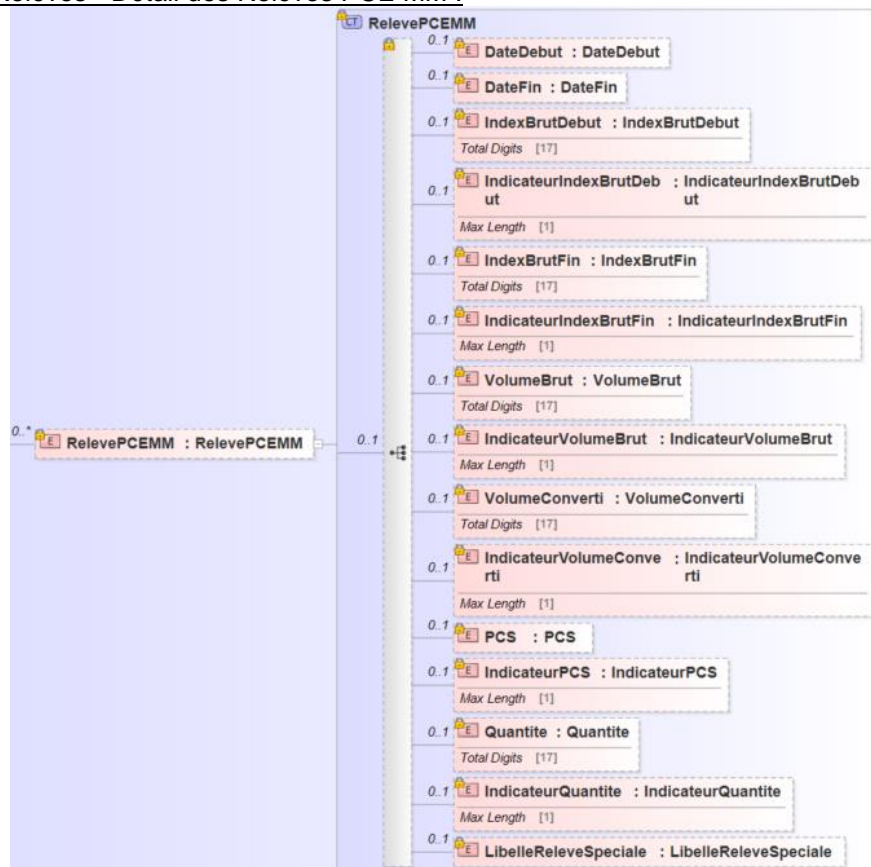 RelevePCEMM
0..1
E DateDebut : DateDebut
0..1
E DateFin : DateFin
0..1
E IndexBrutDebut : IndexBrutDebut
Total Digits [17]
0..1
E IndicateurIndexBrutDeb : IndicateurIndexBrutDeb
ut ut
Max Length [1]
0..1
E IndexBrutFin : IndexBrutFin
Total Digits [17]
0..1
E IndicateurIndexBrutFin : IndicateurIndexBrutFin
Max Length [1]
0..1
E VolumeBrut : VolumeBrut
Total Digits [17]
0..*
E RelevePCEMM : RelevePCEMM
0..1
0..1
E IndicateurVolumeBrut : IndicateurVolumeBrut
Max Length [1]
0..1
E VolumeConverti : VolumeConverti
Total Digits [17]
0..1
E IndicateurVolumeConve : IndicateurVolumeConve
rti rti
Max Length [1]
0..1
E PCS : PCS
0..1
E IndicateurPCS : IndicateurPCS
Max Length [1]
0..1
E Quantite : Quantite
Total Digits [17]
0..1
E IndicateurQuantite : IndicateurQuantite
Max Length [1]
0..1
E LibelleReleveSpeciale : LibelleReleveSpeciale